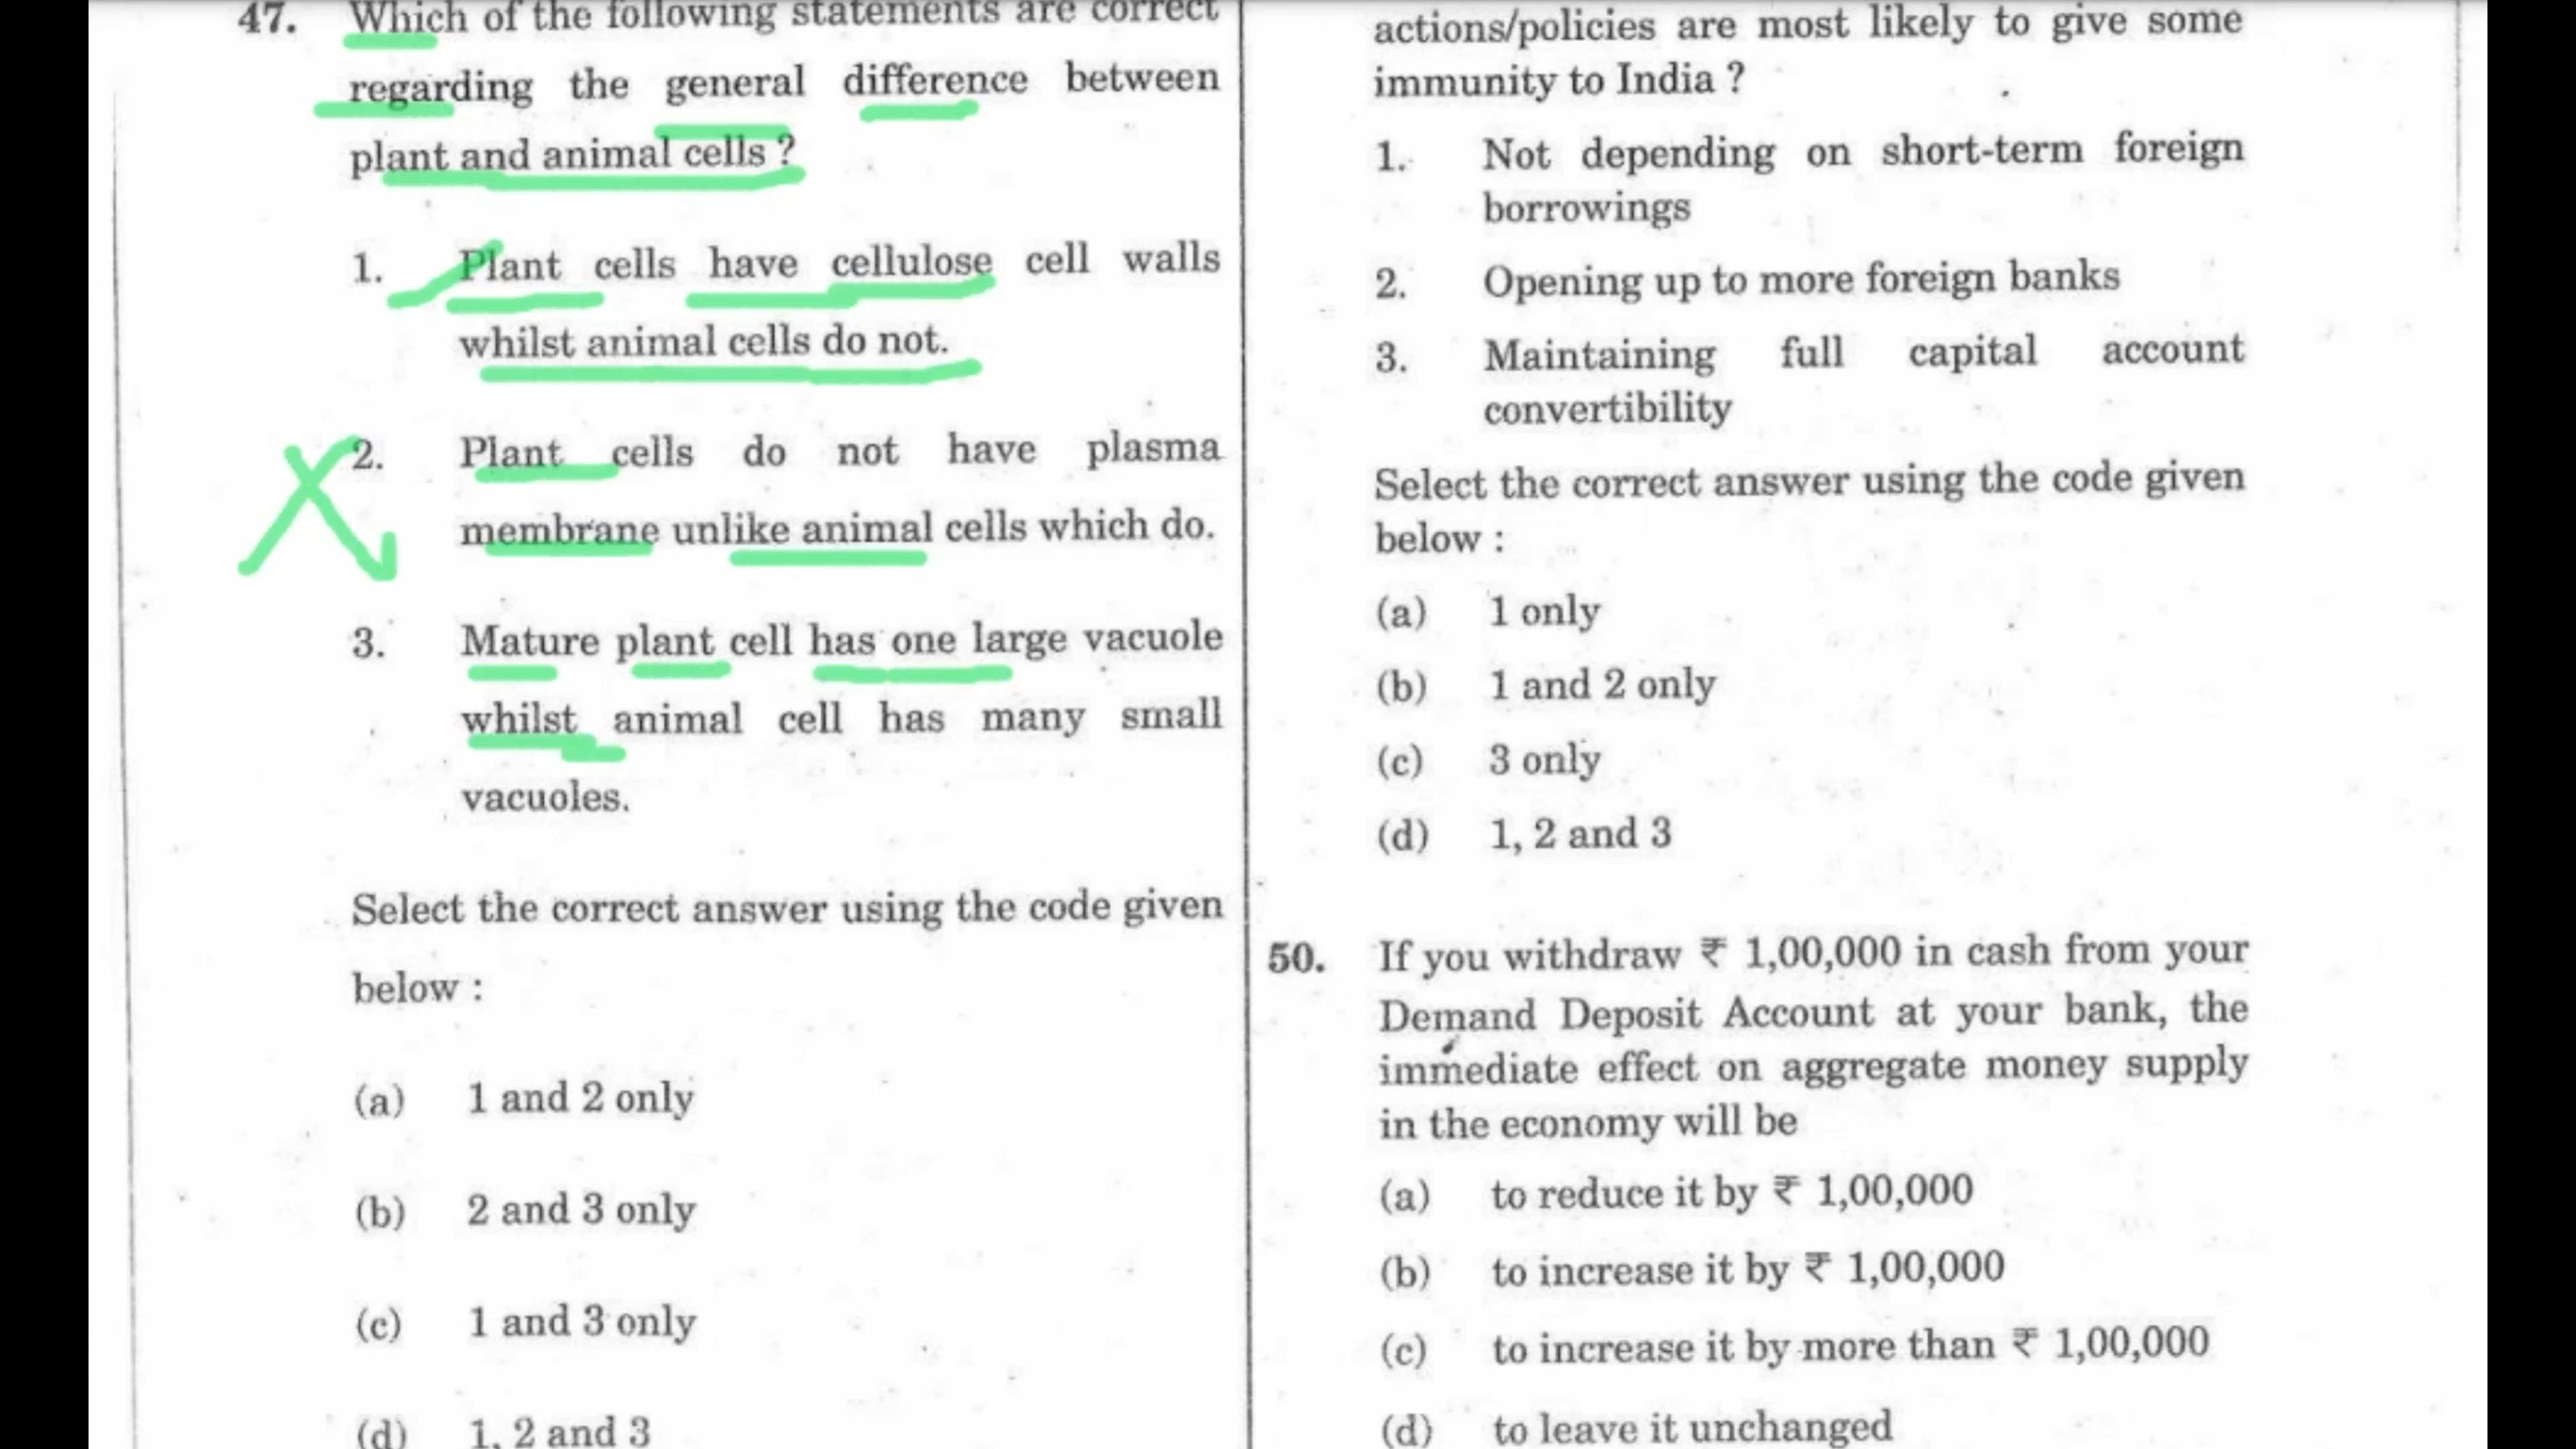 47. Which of the following statements are correct
regarding the general difference between
plant and animal cells ?
1. Plant cells have cellulose cell walls
whilst animal cells do not.
2. Plant cells do not have plasma
membrane unlike animal cells which do.
3. Mature plant cell has one large vacuole
whilst animal cell has many small
vacuoles.
Select the correct answer using the code given
below :
(a) 1 and 2 only
(b) 2 and 3 only
(c) 1 and 3 only
(d) 1, 2 and 3
actions/policies are most likely to give some
immunity to India ?
1. Not depending on short-term foreign
borrowings
2. Opening up to more foreign banks
3. Maintaining full capital account
convertibility
Select the correct answer using the code given
below :
(a) 1 only
(b) 1 and 2 only
(c) 3 only
(d) 1, 2 and 3
50. If you withdraw ₹ 1,00,000 in cash from your
Demand Deposit Account at your bank, the
immediate effect on aggregate money supply
in the economy will be
(a) to reduce it by ₹ 1,00,000
(b) to increase it by ₹ 1,00,000
(c) to increase it by more than ₹ 1,00,000
(d) to leave it unchanged